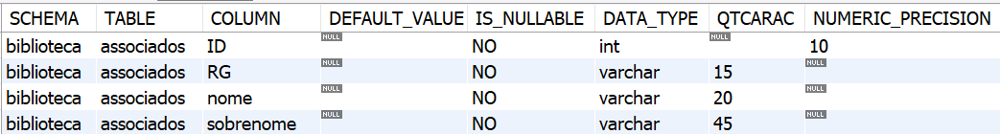 SCHEMA TABLE COLUMN DEFAULT_VALUE IS_NULLABLE DATA_TYPE QTCARAC NUMERIC_PRECISION
biblioteca associados ID NULL NO int NULL 10
biblioteca associados RG NULL NO varchar 15 NULL
biblioteca associados nome NULL NO varchar 20 NULL
biblioteca associados sobrenome NULL NO varchar 45 NULL